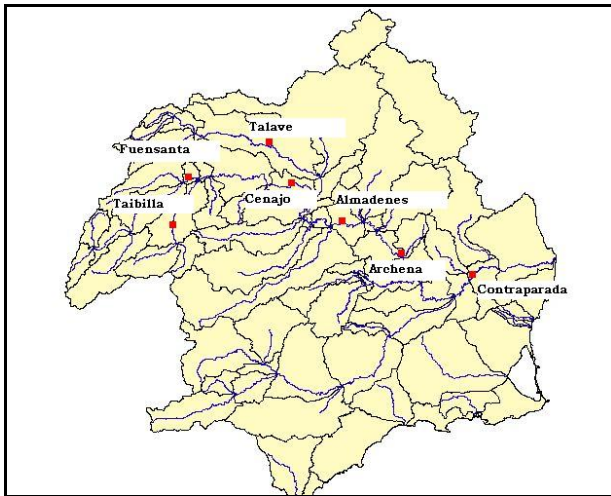 Talave
Fuensanta
Taibilla
Cenajo
Almadenes
Archena
Contraparada